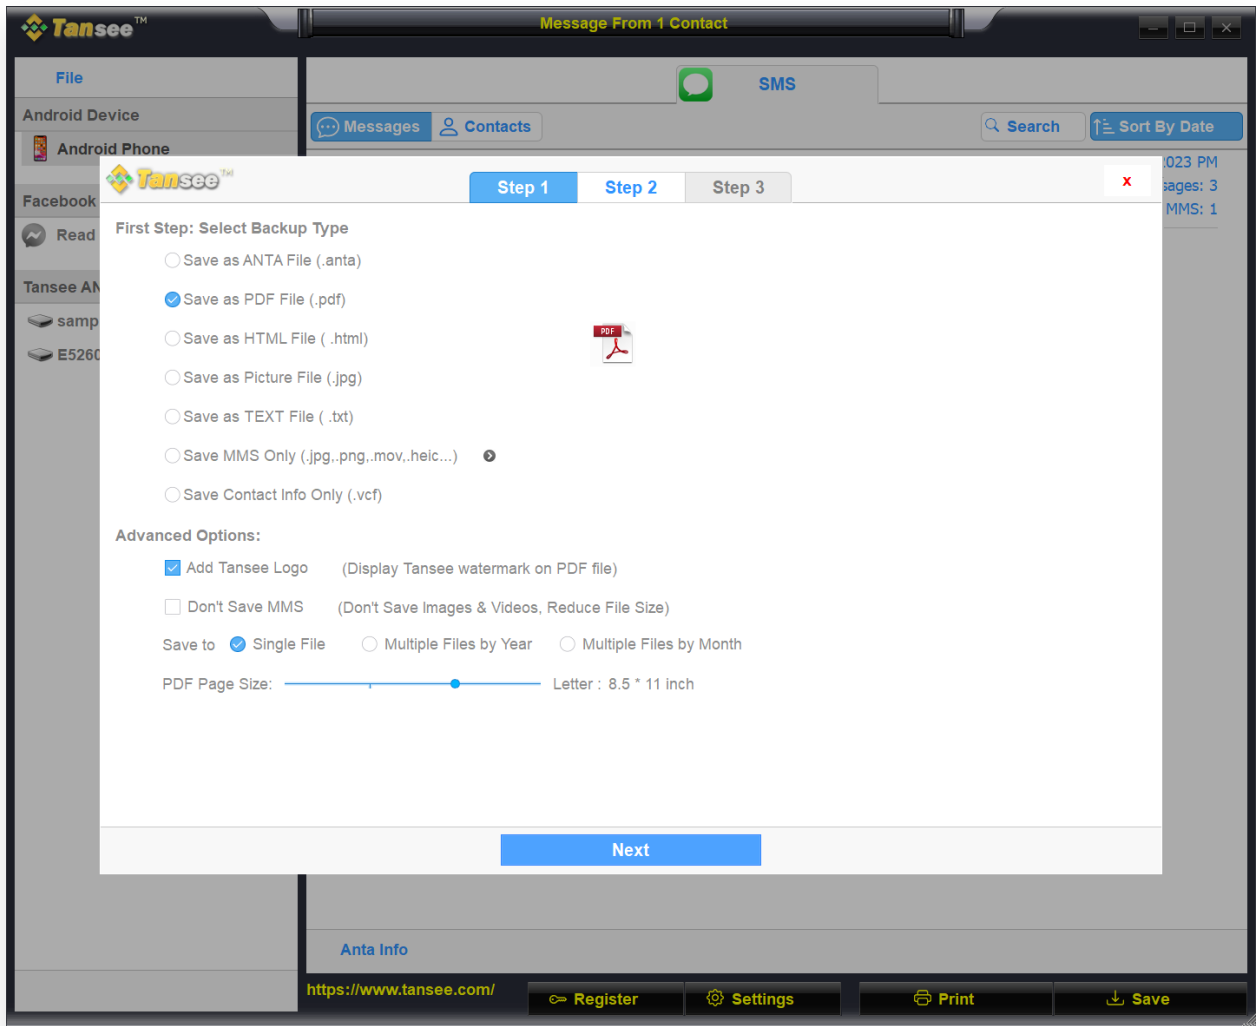 Tansee™
Message From 1 Contact
File
SMS
Android Device
Messages
Contacts
Search
Sort By Date
Android Phone
023 PM
Tansee™
Step 1
Step 2
Step 3
x
sages: 3
Facebook
MMS: 1
First Step: Select Backup Type
Read
Save as ANTA File (.anta)
Tansee AN
Save as PDF File (.pdf)
PDF
samp
Save as HTML File ( .html)
E5260
Save as Picture File (.jpg)
Save as TEXT File ( .txt)
Save MMS Only (.jpg,.png,.mov,.heic...)
Save Contact Info Only (.vcf)
Advanced Options:
Add Tansee Logo (Display Tansee watermark on PDF file)
Don't Save MMS (Don't Save Images & Videos, Reduce File Size)
Save to Single File Multiple Files by Year Multiple Files by Month
PDF Page Size: Letter : 8.5 * 11 inch
Next
Anta Info
https://www.tansee.com/
Register
Settings
Print
Save